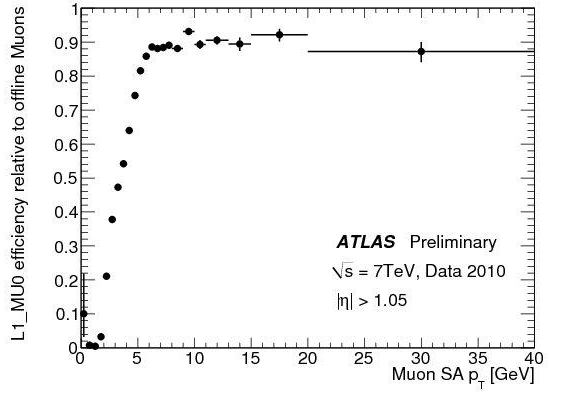 L1_MU0 efficiency relative to offline Muons
1
0.9
0.8
0.7
0.6
0.5
0.4
0.3
0.2
0.1
0
ATLAS Preliminary
√s = 7TeV, Data 2010
|η| > 1.05
0 5 10 15 20 25 30 35 40
Muon SA p_T [GeV]